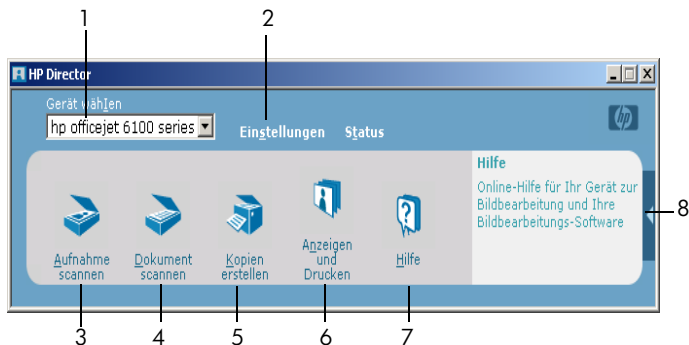 1
2
HP Director
Gerät wählen
hp officejet 6100 series
Einstellungen Status
hp
Hilfe
Online-Hilfe für Ihr Gerät zur
Bildbearbeitung und Ihre
Bildbearbeitungs-Software
8
Aufnahme
scannen
Dokument
scannen
Kopien
erstellen
Anzeigen
und
Drucken
Hilfe
3
4
5
6
7